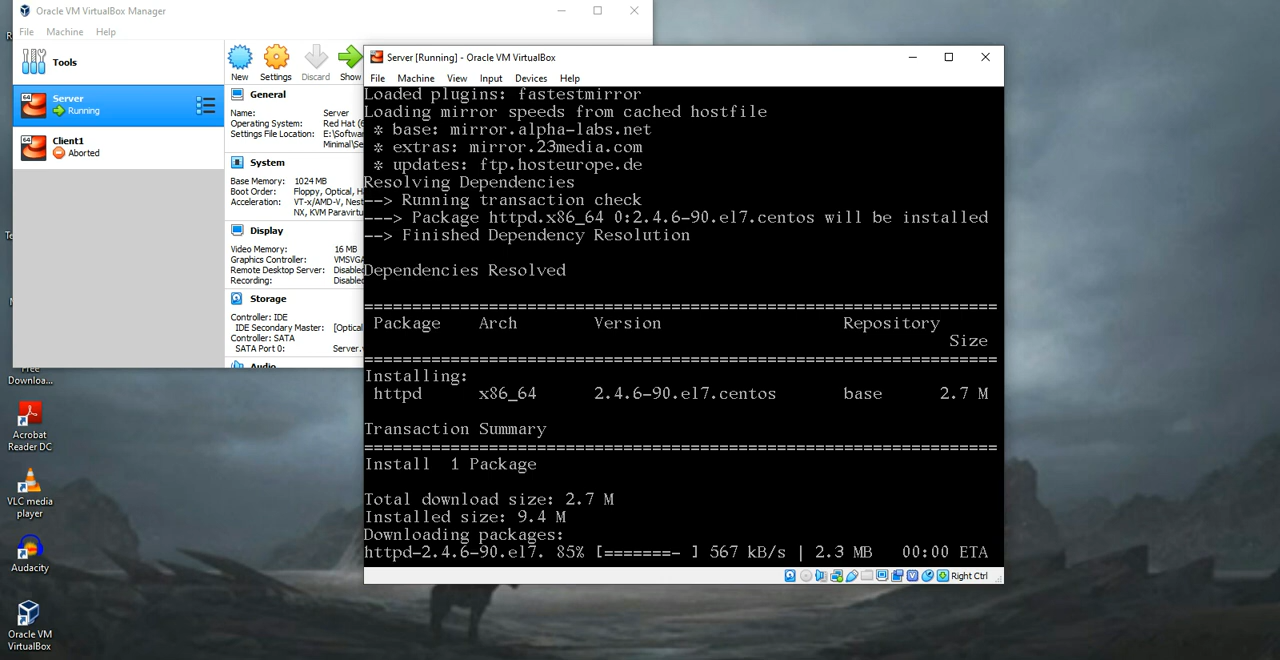 Oracle VM VirtualBox Manager
File Machine Help
Tools
New Settings Discard Show
Server
Running
Client1
Aborted
General
Name: Server
Operating System: Red Hat (6
Settings File Location: E:\Softwa
Minimal\Se
System
Base Memory: 1024 MB
Boot Order: Floppy, Optical, H
Acceleration: VT-x/AMD-V, Nest
NX, KVM Paravirtu
Display
Video Memory: 16 MB
Graphics Controller: VMSVGA
Remote Desktop Server: Disabled
Recording: Disabled
Storage
Controller: IDE
IDE Secondary Master: [Optical
Controller: SATA
SATA Port 0: Server.v
Audio
Server [Running] - Oracle VM VirtualBox
File Machine View Input Devices Help
Loaded plugins: fastestmirror
Loading mirror speeds from cached hostfile
* base: mirror.alpha-labs.net
* extras: mirror.23media.com
* updates: ftp.hosteurope.de
Resolving Dependencies
--> Running transaction check
---> Package httpd.x86_64 0:2.4.6-90.el7.centos will be installed
--> Finished Dependency Resolution
Dependencies Resolved
================================================================================
Package Arch Version Repository
Size
================================================================================
Installing:
httpd x86_64 2.4.6-90.el7.centos base 2.7 M
Transaction Summary
================================================================================
Install 1 Package
Total download size: 2.7 M
Installed size: 9.4 M
Downloading packages:
httpd-2.4.6-90.el7. 85% [=======- ] 567 kB/s | 2.3 MB 00:00 ETA
Right Ctrl
Free
Downloa...
Acrobat
Reader DC
VLC media
player
Audacity
Oracle VM
VirtualBox